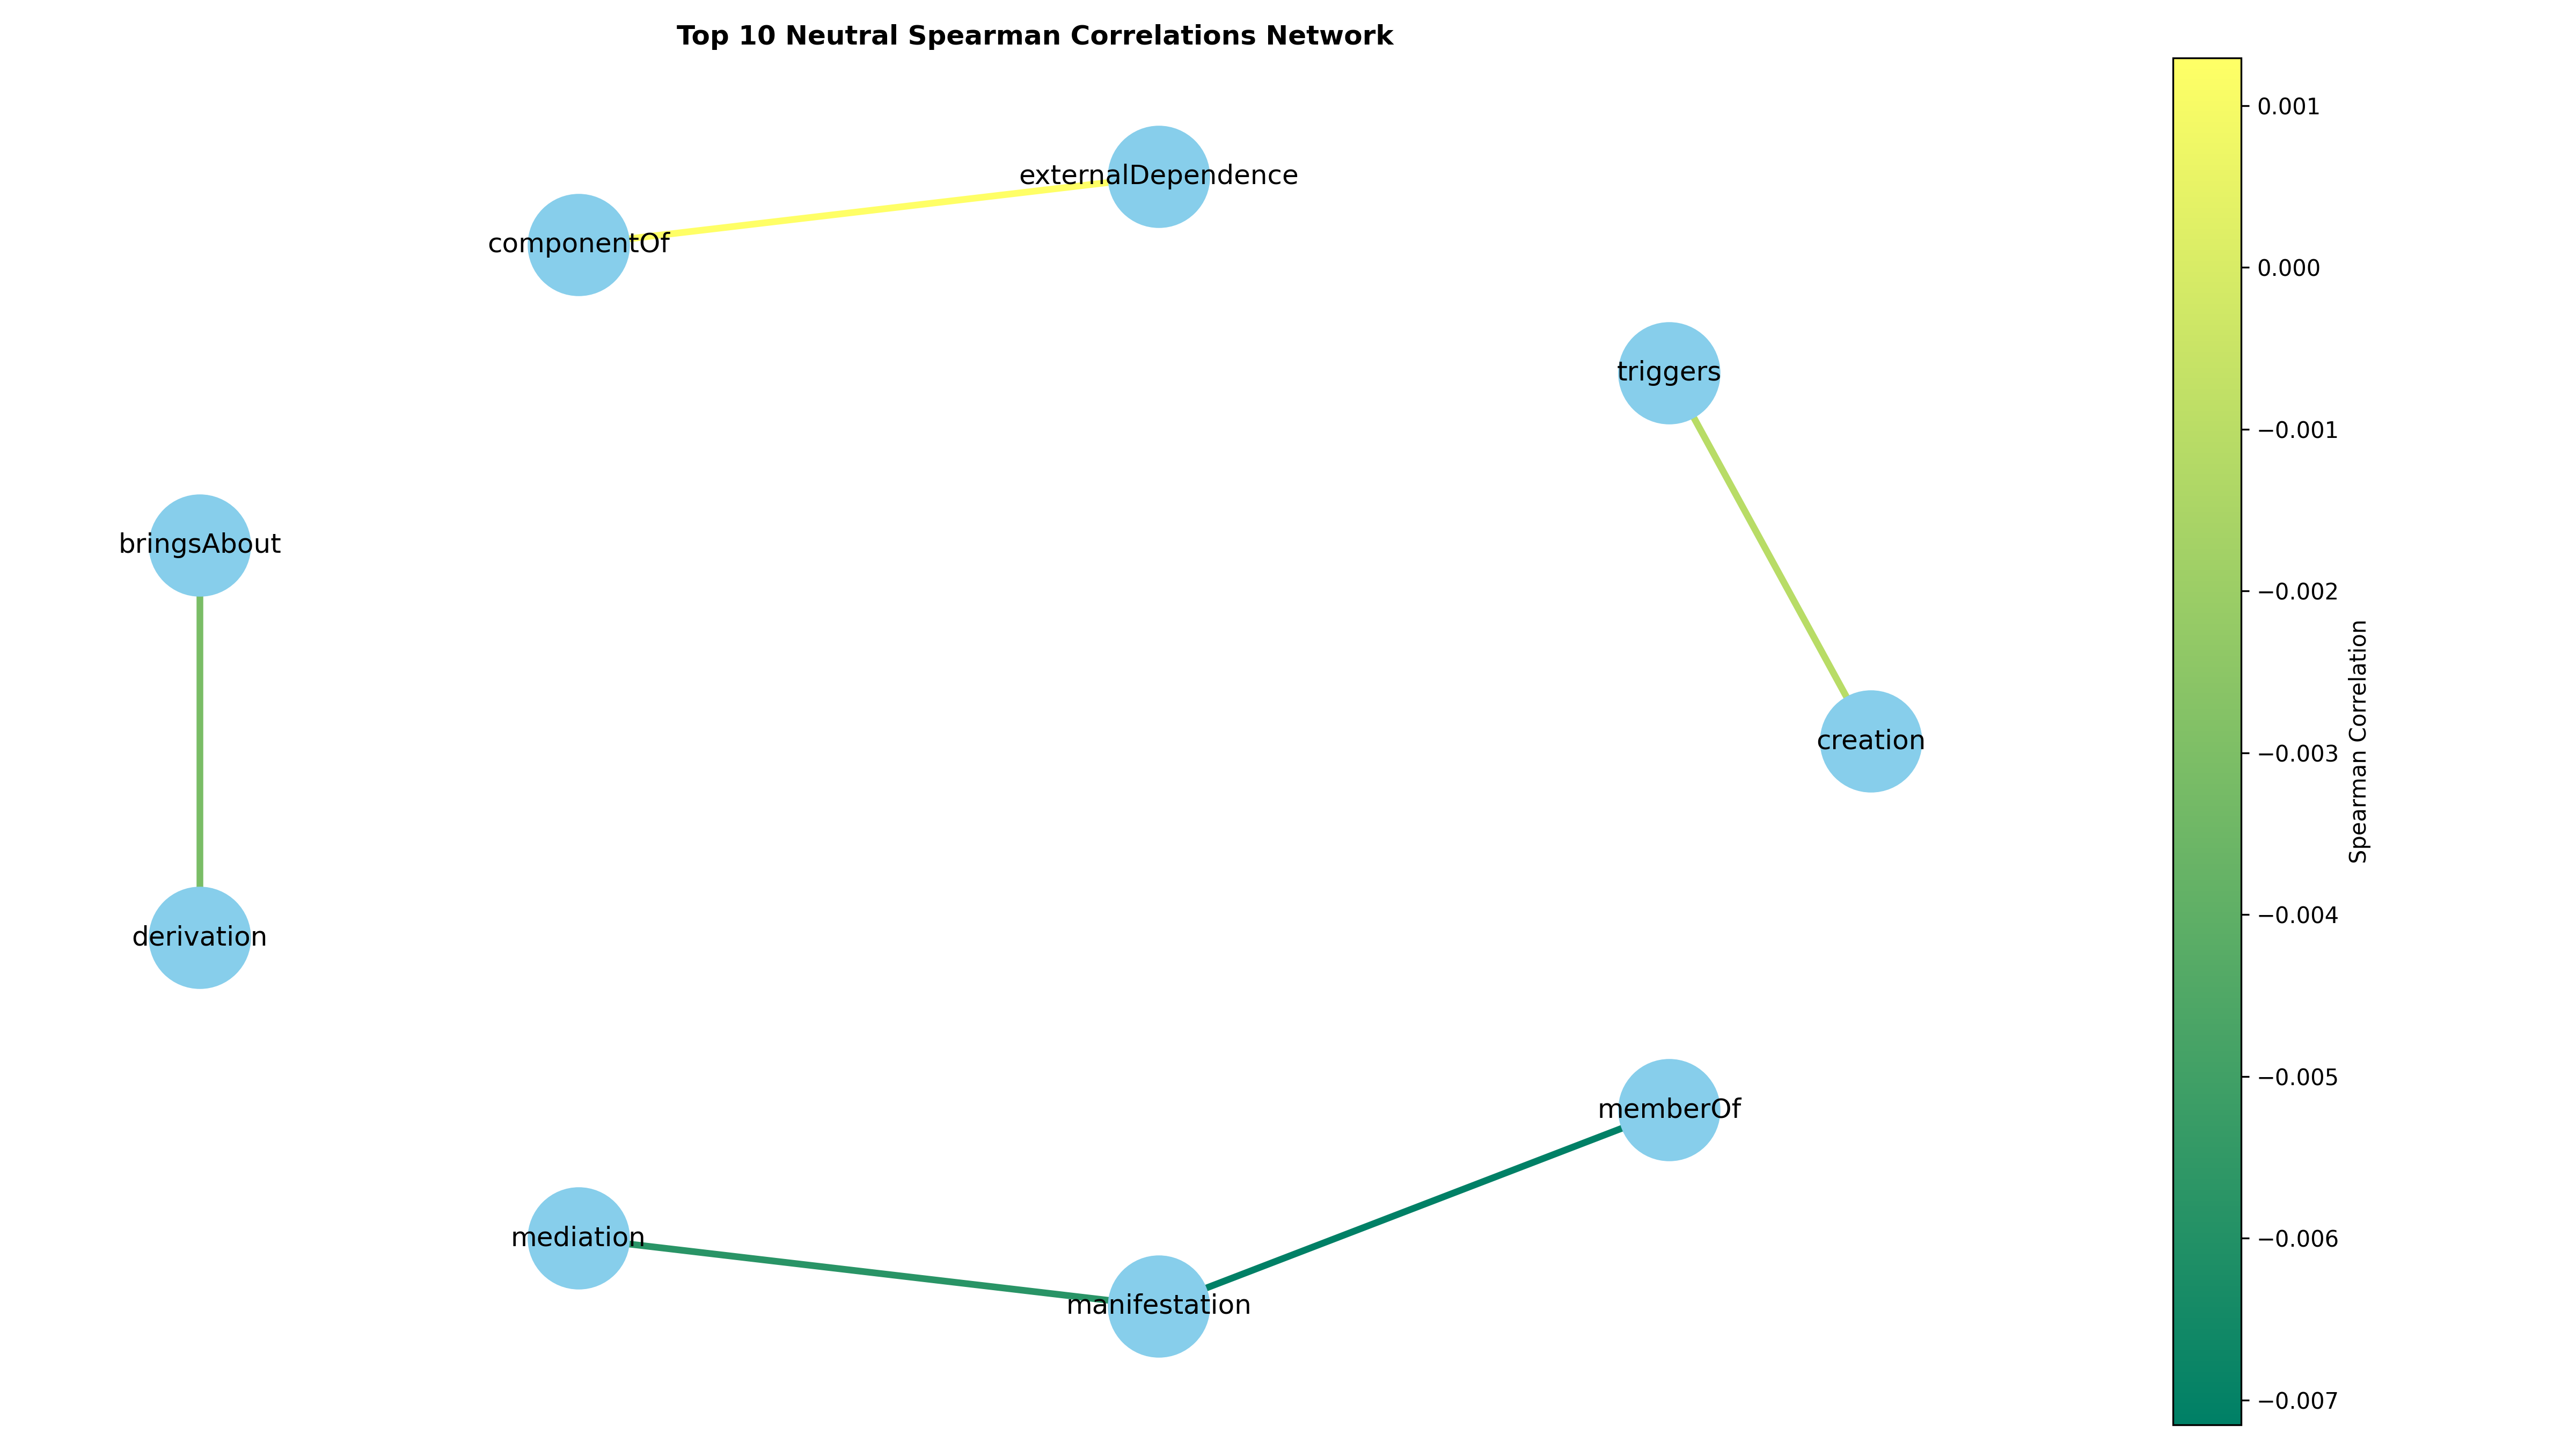 Top 10 Neutral Spearman Correlations Network
externalDependence
componentOf
triggers
bringsAbout
creation
derivation
memberOf
mediation
manifestation
0.001
0.000
−0.001
−0.002
−0.003
−0.004
−0.005
−0.006
−0.007
Spearman Correlation